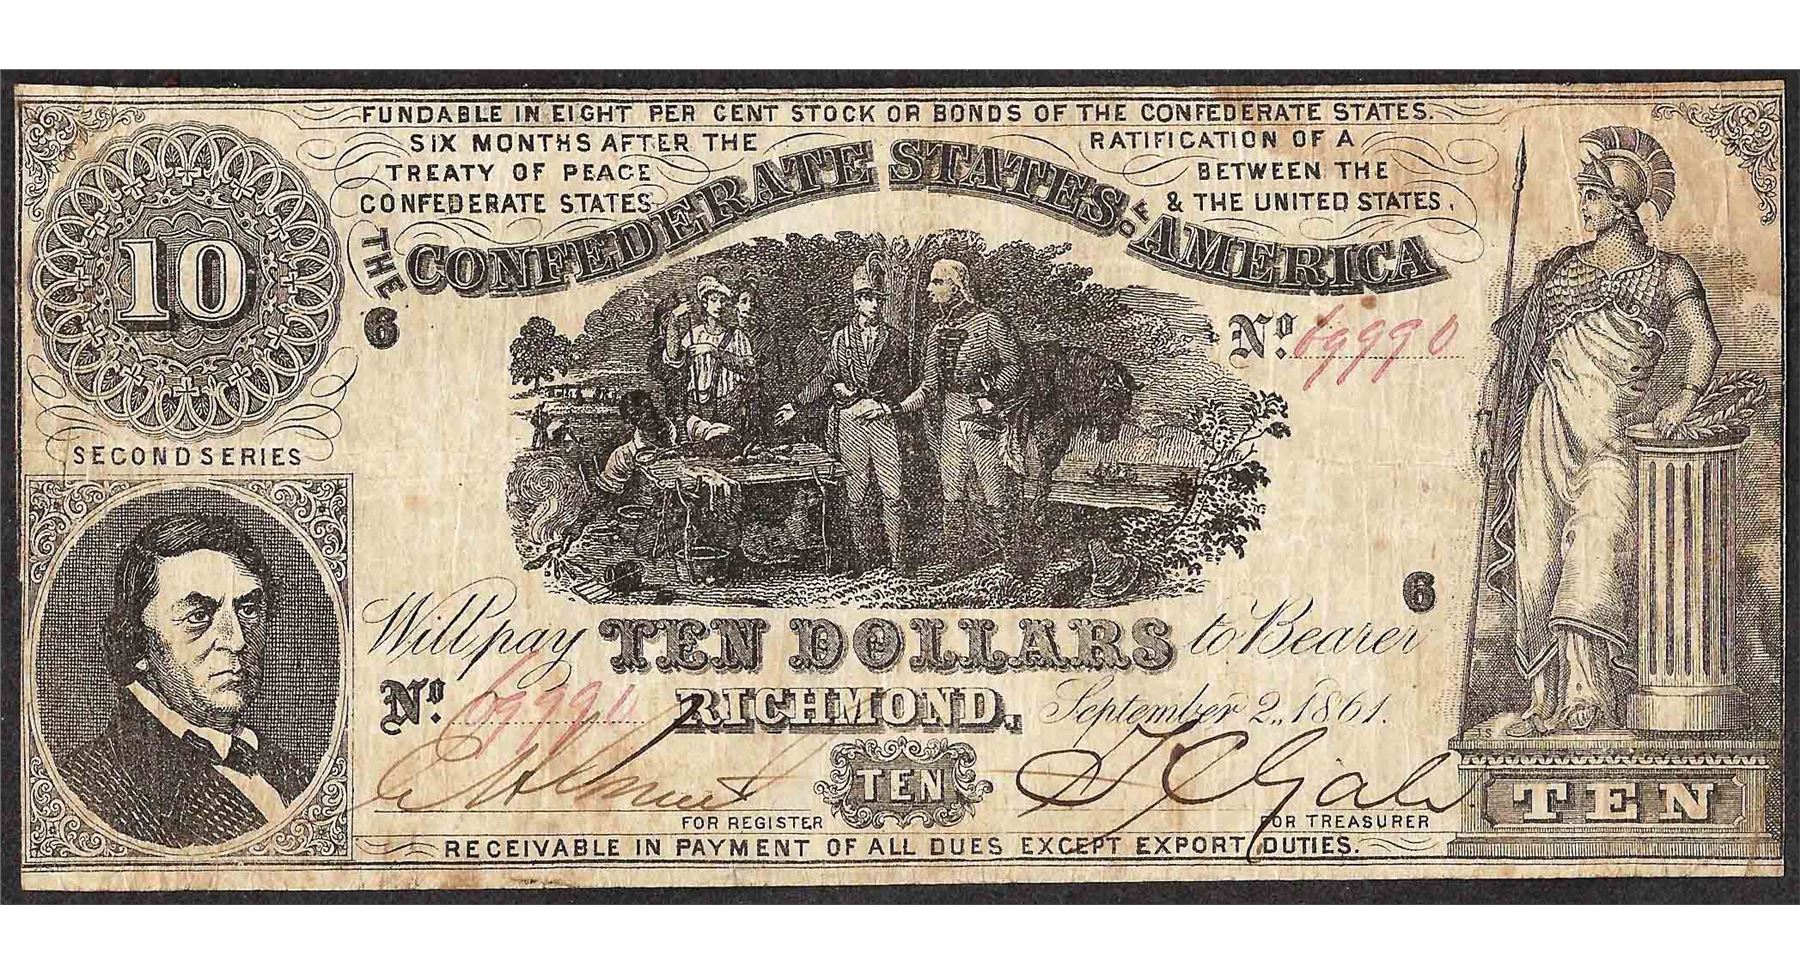 FUNDABLE IN EIGHT PER CENT STOCK OR BONDS OF THE CONFEDERATE STATES.
SIX MONTHS AFTER THE RATIFICATION OF A
TREATY OF PEACE BETWEEN THE
CONFEDERATE STATES & THE UNITED STATES.
THE CONFEDERATE STATES OF AMERICA
10
6
No. 69990
SECOND SERIES
6
Will pay TEN DOLLARS to Bearer
No. 69990 RICHMOND, September 2, 1861.
TEN
FOR REGISTER FOR TREASURER
J.S
TEN
RECEIVABLE IN PAYMENT OF ALL DUES EXCEPT EXPORT DUTIES.